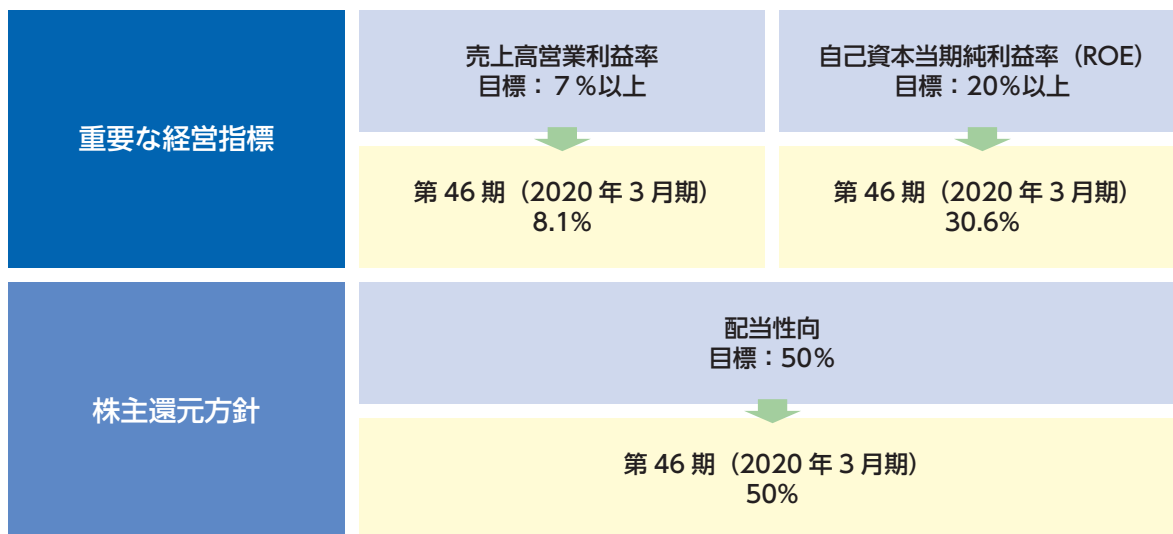 重要な経営指標
売上高営業利益率
目標：７％以上
第 46 期（2020 年 3 月期）
8.1%
自己資本当期純利益率（ROE）
目標：20％以上
第 46 期（2020 年 3 月期）
30.6%
株主還元方針
配当性向
目標：50％
第 46 期（2020 年 3 月期）
50%